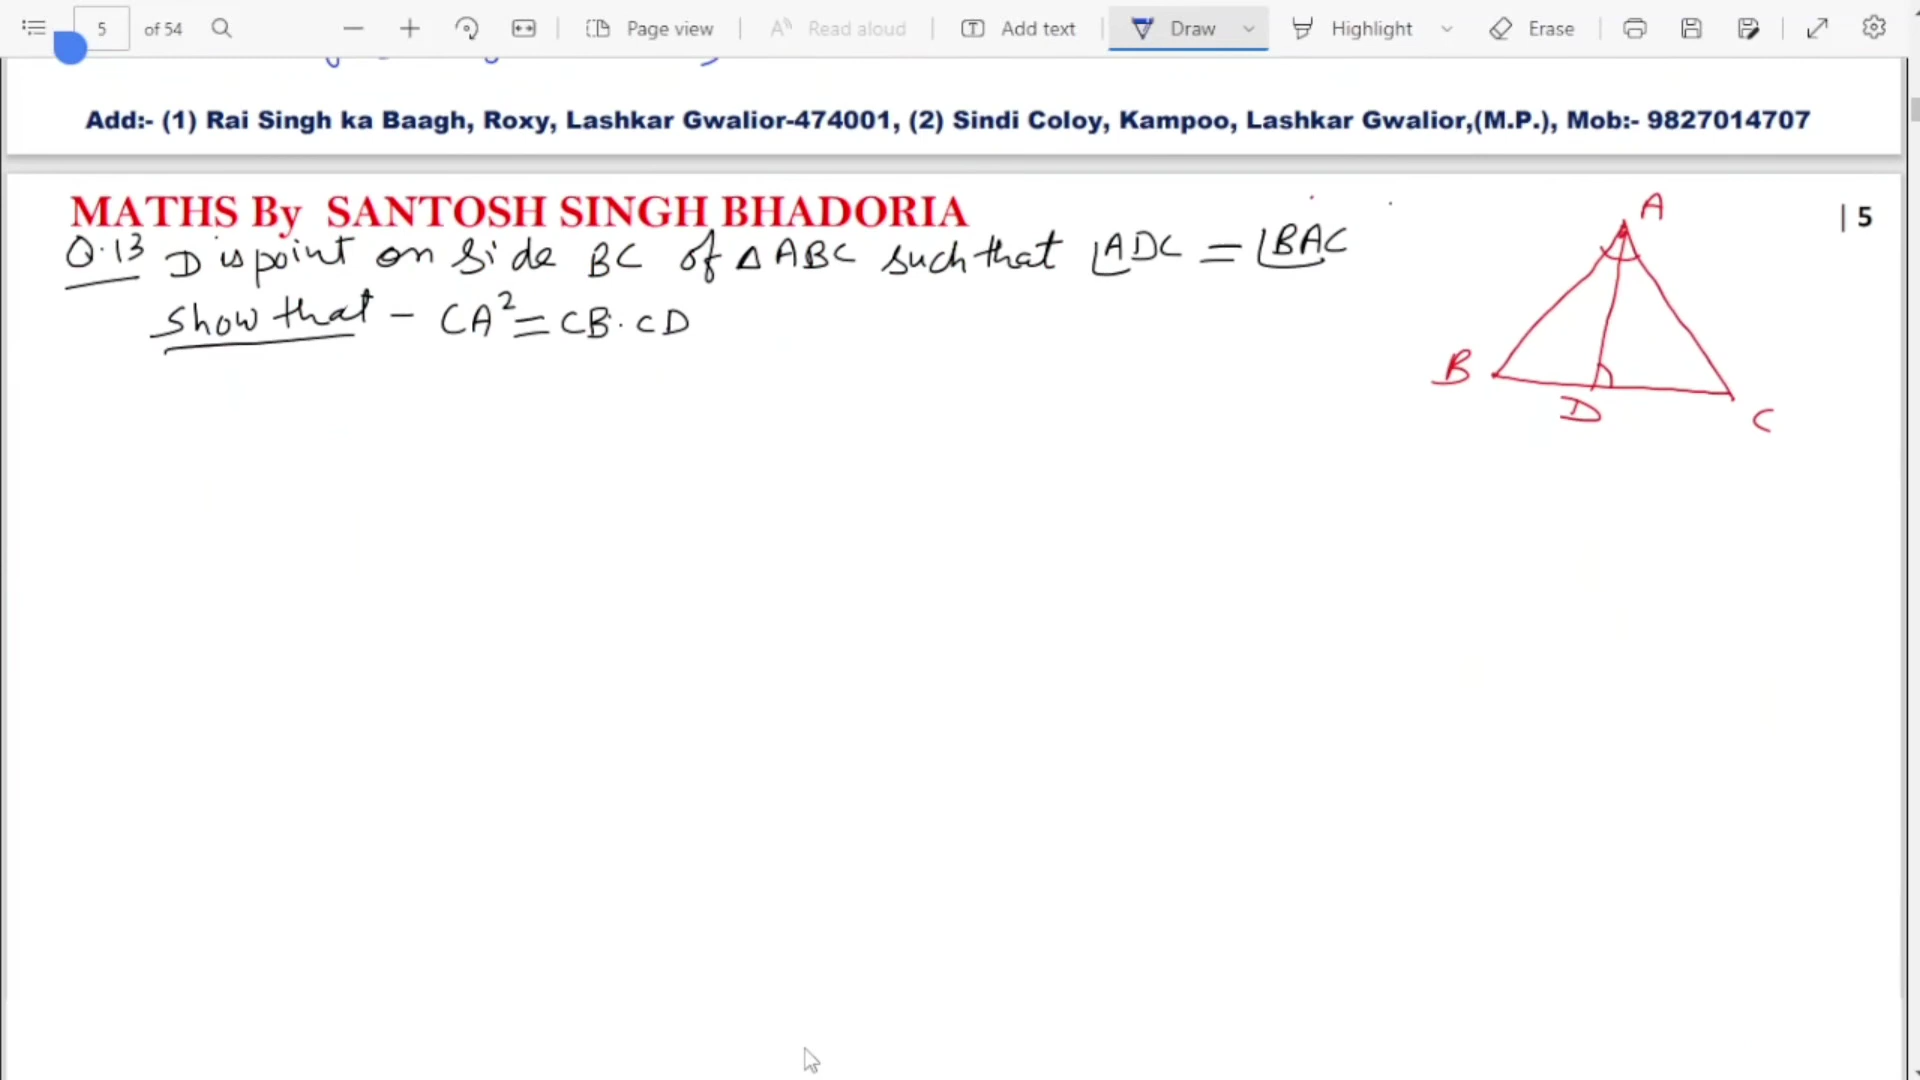 5 of 54 Page view Read aloud Add text Draw Highlight Erase
Add:- (1) Rai Singh ka Baagh, Roxy, Lashkar Gwalior-474001, (2) Sindi Coloy, Kampoo, Lashkar Gwalior,(M.P.), Mob:- 9827014707
MATHS By SANTOSH SINGH BHADORIA
| 5
Q.13 D is point on side BC of △ABC such that ∠ADC = ∠BAC
Show that - CA² = CB.CD
A
B
D
C